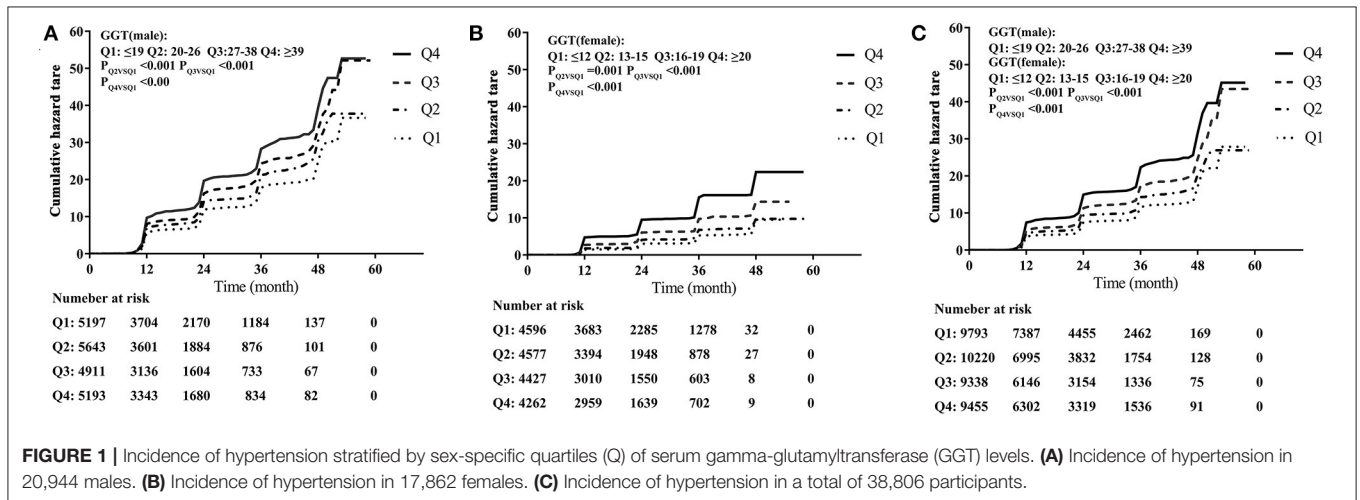 A
GGT(male):
Q1: ≤19 Q2: 20-26 Q3:27-38 Q4: ≥39
PQ2VSQ1 <.001 PQ3VSQ1 <.001
PQ4VSQ1 <.00
Q4
Q3
Q2
Q1
Cumulative hazard tare
60
50
40
30
20
10
0
0 12 24 36 48 60
Time (month)
Numeber at risk
Q1: 5197 3704 2170 1184 137 0
Q2: 5643 3601 1884 876 101 0
Q3: 4911 3136 1604 733 67 0
Q4: 5193 3343 1680 834 82 0
B
GGT(female):
Q1: ≤12 Q2: 13-15 Q3:16-19 Q4: ≥20
PQ2VSQ1 =.001 PQ3VSQ1 <.001
PQ4VSQ1 <.001
Q4
Q3
Q2
Q1
Cumulative hazard tare
60
50
40
30
20
10
0
0 12 24 36 48 60
Time (month)
Number at risk
Q1: 4596 3683 2285 1278 32 0
Q2: 4577 3394 1948 878 27 0
Q3: 4427 3010 1550 603 8 0
Q4: 4262 2959 1639 702 9 0
C
GGT(male):
Q1: ≤19 Q2: 20-26 Q3:27-38 Q4: ≥39
GGT(female):
Q1: ≤12 Q2: 13-15 Q3:16-19 Q4: ≥20
PQ2VSQ1 <.001 PQ3VSQ1 <.001
PQ4VSQ1 <.001
Q4
Q3
Q2
Q1
Cumulative hazard tare
60
50
40
30
20
10
0
0 12 24 36 48 60
Time (month)
Number at risk
Q1: 9793 7387 4455 2462 169 0
Q2: 10220 6995 3832 1754 128 0
Q3: 9338 6146 3154 1336 75 0
Q4: 9455 6302 3319 1536 91 0
FIGURE 1 | Incidence of hypertension stratified by sex-specific quartiles (Q) of serum gamma-glutamyltransferase (GGT) levels. (A) Incidence of hypertension in
20,944 males. (B) Incidence of hypertension in 17,862 females. (C) Incidence of hypertension in a total of 38,806 participants.